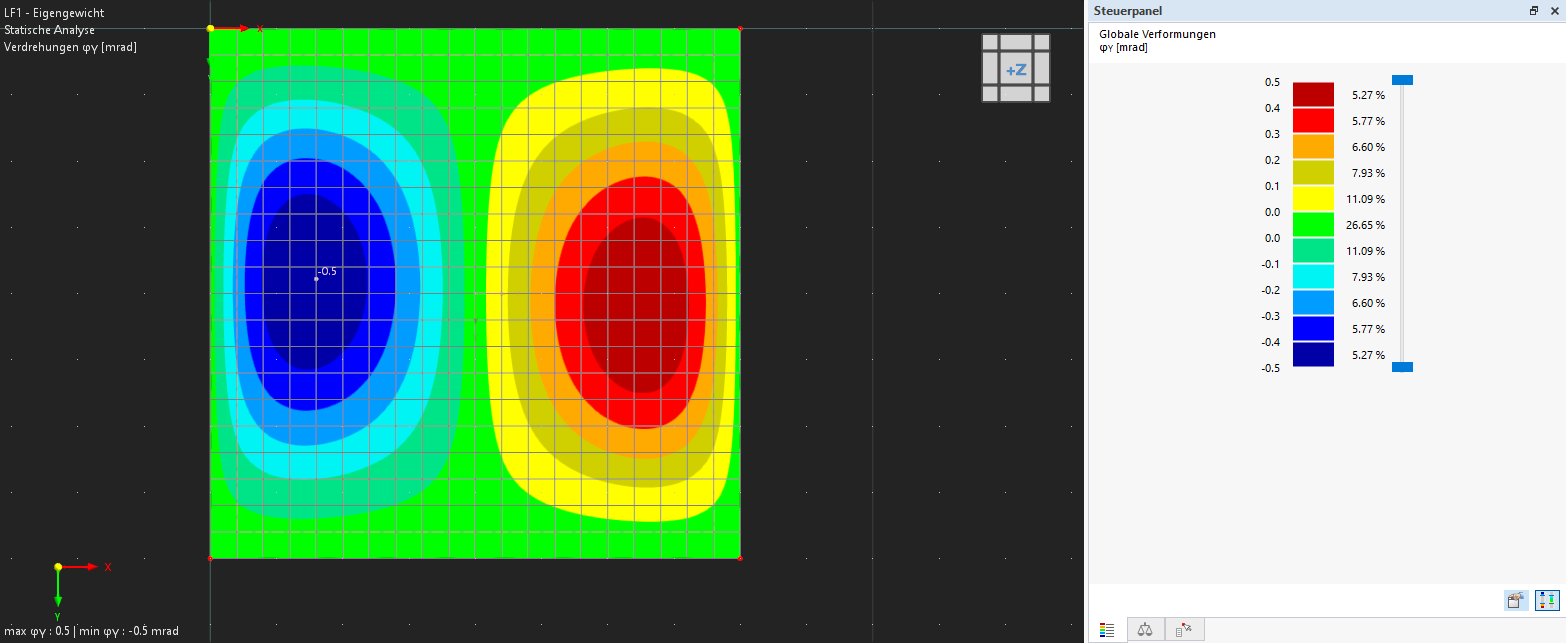 LF1 - Eigengewicht
Statische Analyse
Verdrehungen φY [mrad]
X
+Z
-0.5
X
Y
max φY : 0.5 | min φY : -0.5 mrad
Steuerpanel
Globale Verformungen
φY [mrad]
0.5
5.27 %
0.4
5.77 %
0.3
6.60 %
0.2
7.93 %
0.1
11.09 %
0.0
26.65 %
0.0
11.09 %
-0.1
7.93 %
-0.2
6.60 %
-0.3
5.77 %
-0.4
5.27 %
-0.5